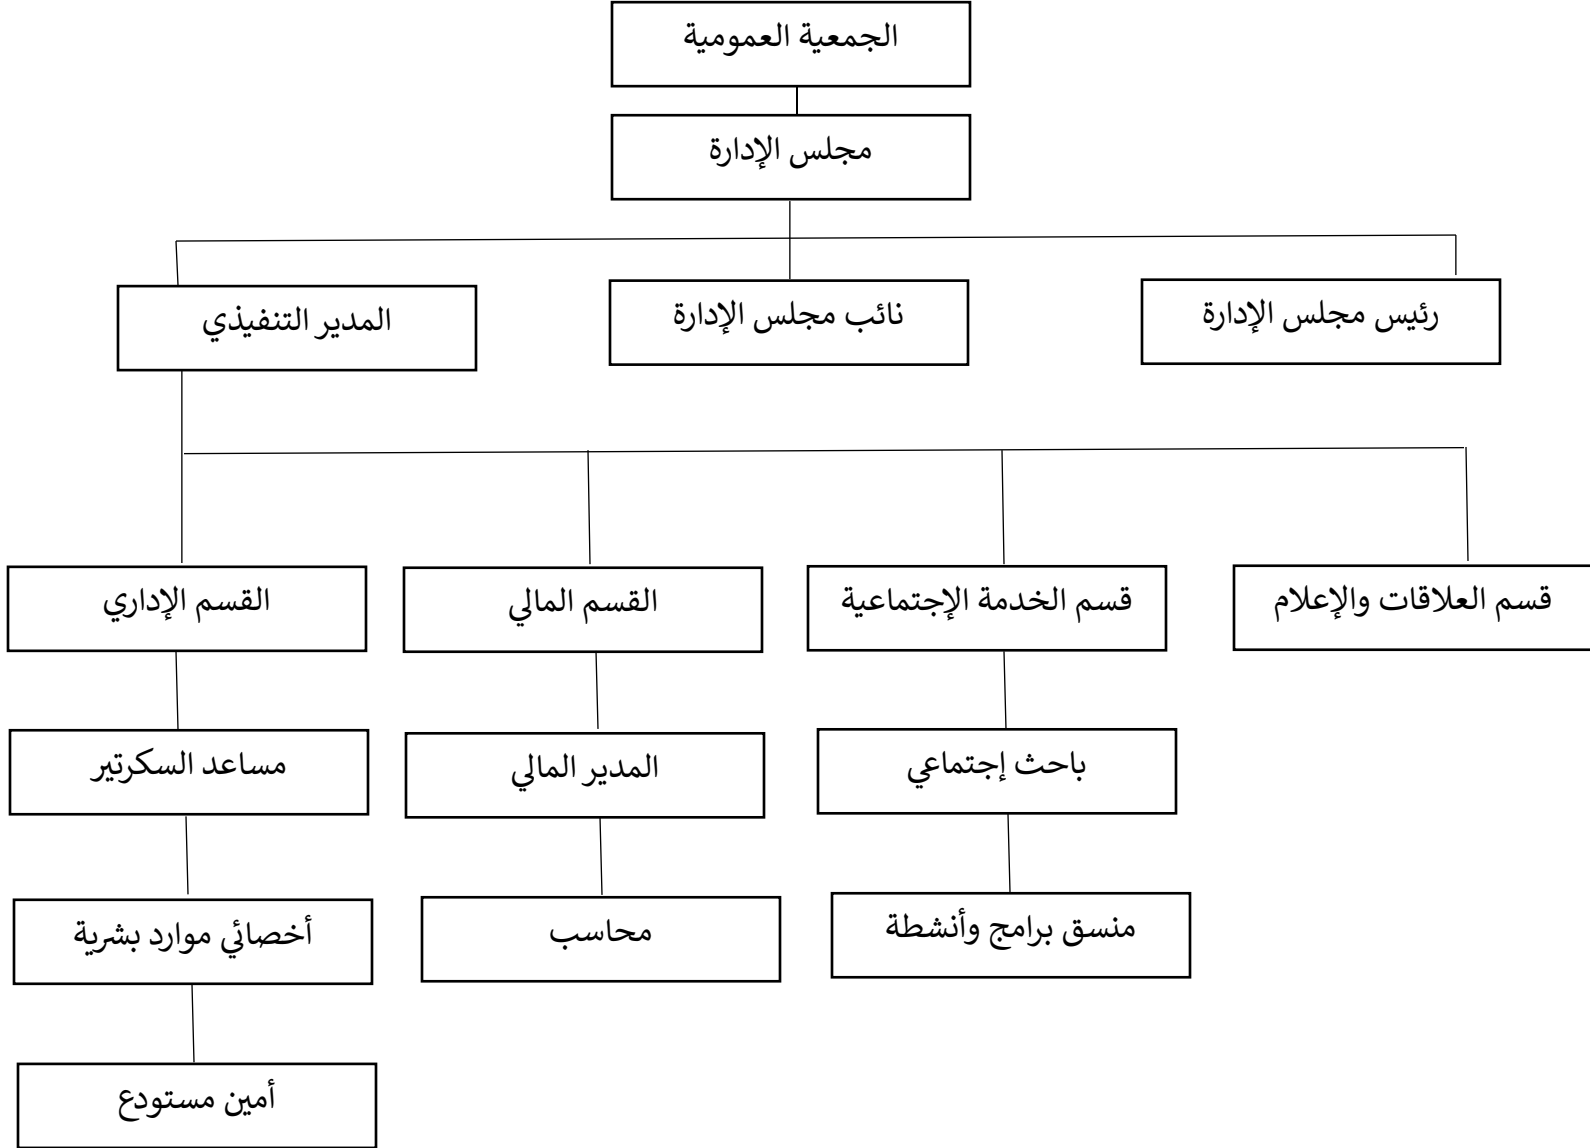 الجمعية العمومية
مجلس الإدارة
رئيس مجلس الإدارة
نائب مجلس الإدارة
المدير التنفيذي
قسم العلاقات والإعلام
قسم الخدمة الإجتماعية
القسم المالي
القسم الإداري
باحث إجتماعي
المدير المالي
مساعد السكرتير
منسق برامج وأنشطة
محاسب
أخصائي موارد بشرية
أمين مستودع